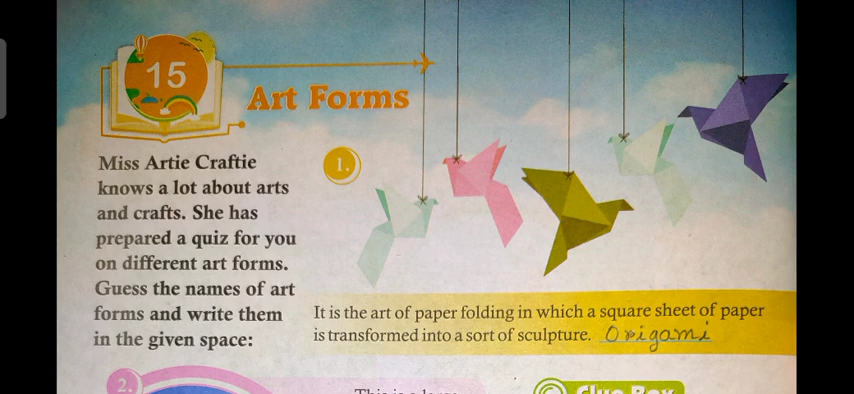 15
Art Forms
Miss Artie Craftie
knows a lot about arts
and crafts. She has
prepared a quiz for you
on different art forms.
Guess the names of art
forms and write them
in the given space:
1.
It is the art of paper folding in which a square sheet of paper
is transformed into a sort of sculpture. Origami
2.
This is a large
Clue Box